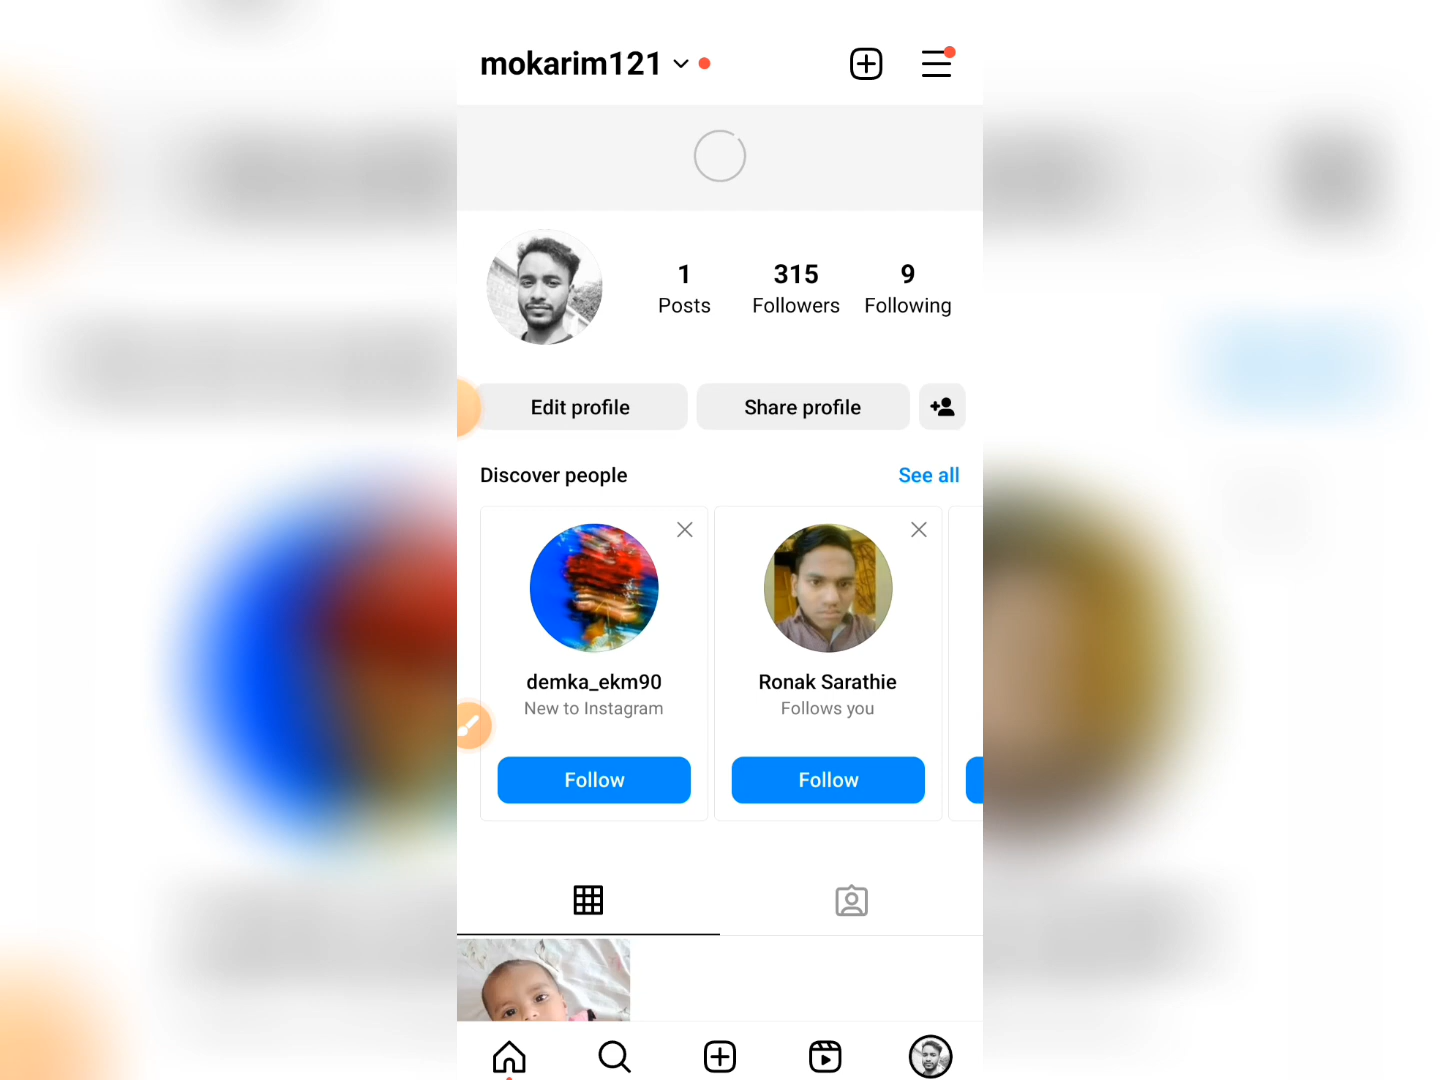 mokarim121
1 315 9
Posts Followers Following
Edit profile Share profile
Discover people See all
demka_ekm90
New to Instagram
Follow
Ronak Sarathie
Follows you
Follow